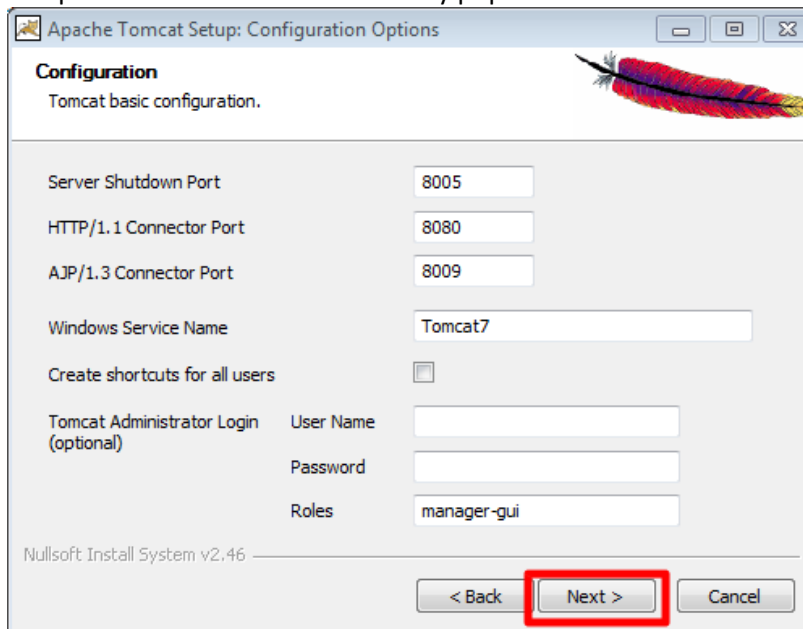 Apache Tomcat Setup: Configuration Options
Configuration
Tomcat basic configuration.
Server Shutdown Port 8005
HTTP/1.1 Connector Port 8080
AJP/1.3 Connector Port 8009
Windows Service Name Tomcat7
Create shortcuts for all users
Tomcat Administrator Login User Name
(optional)
Password
Roles manager-gui
Nullsoft Install System v2.46
< Back Next > Cancel